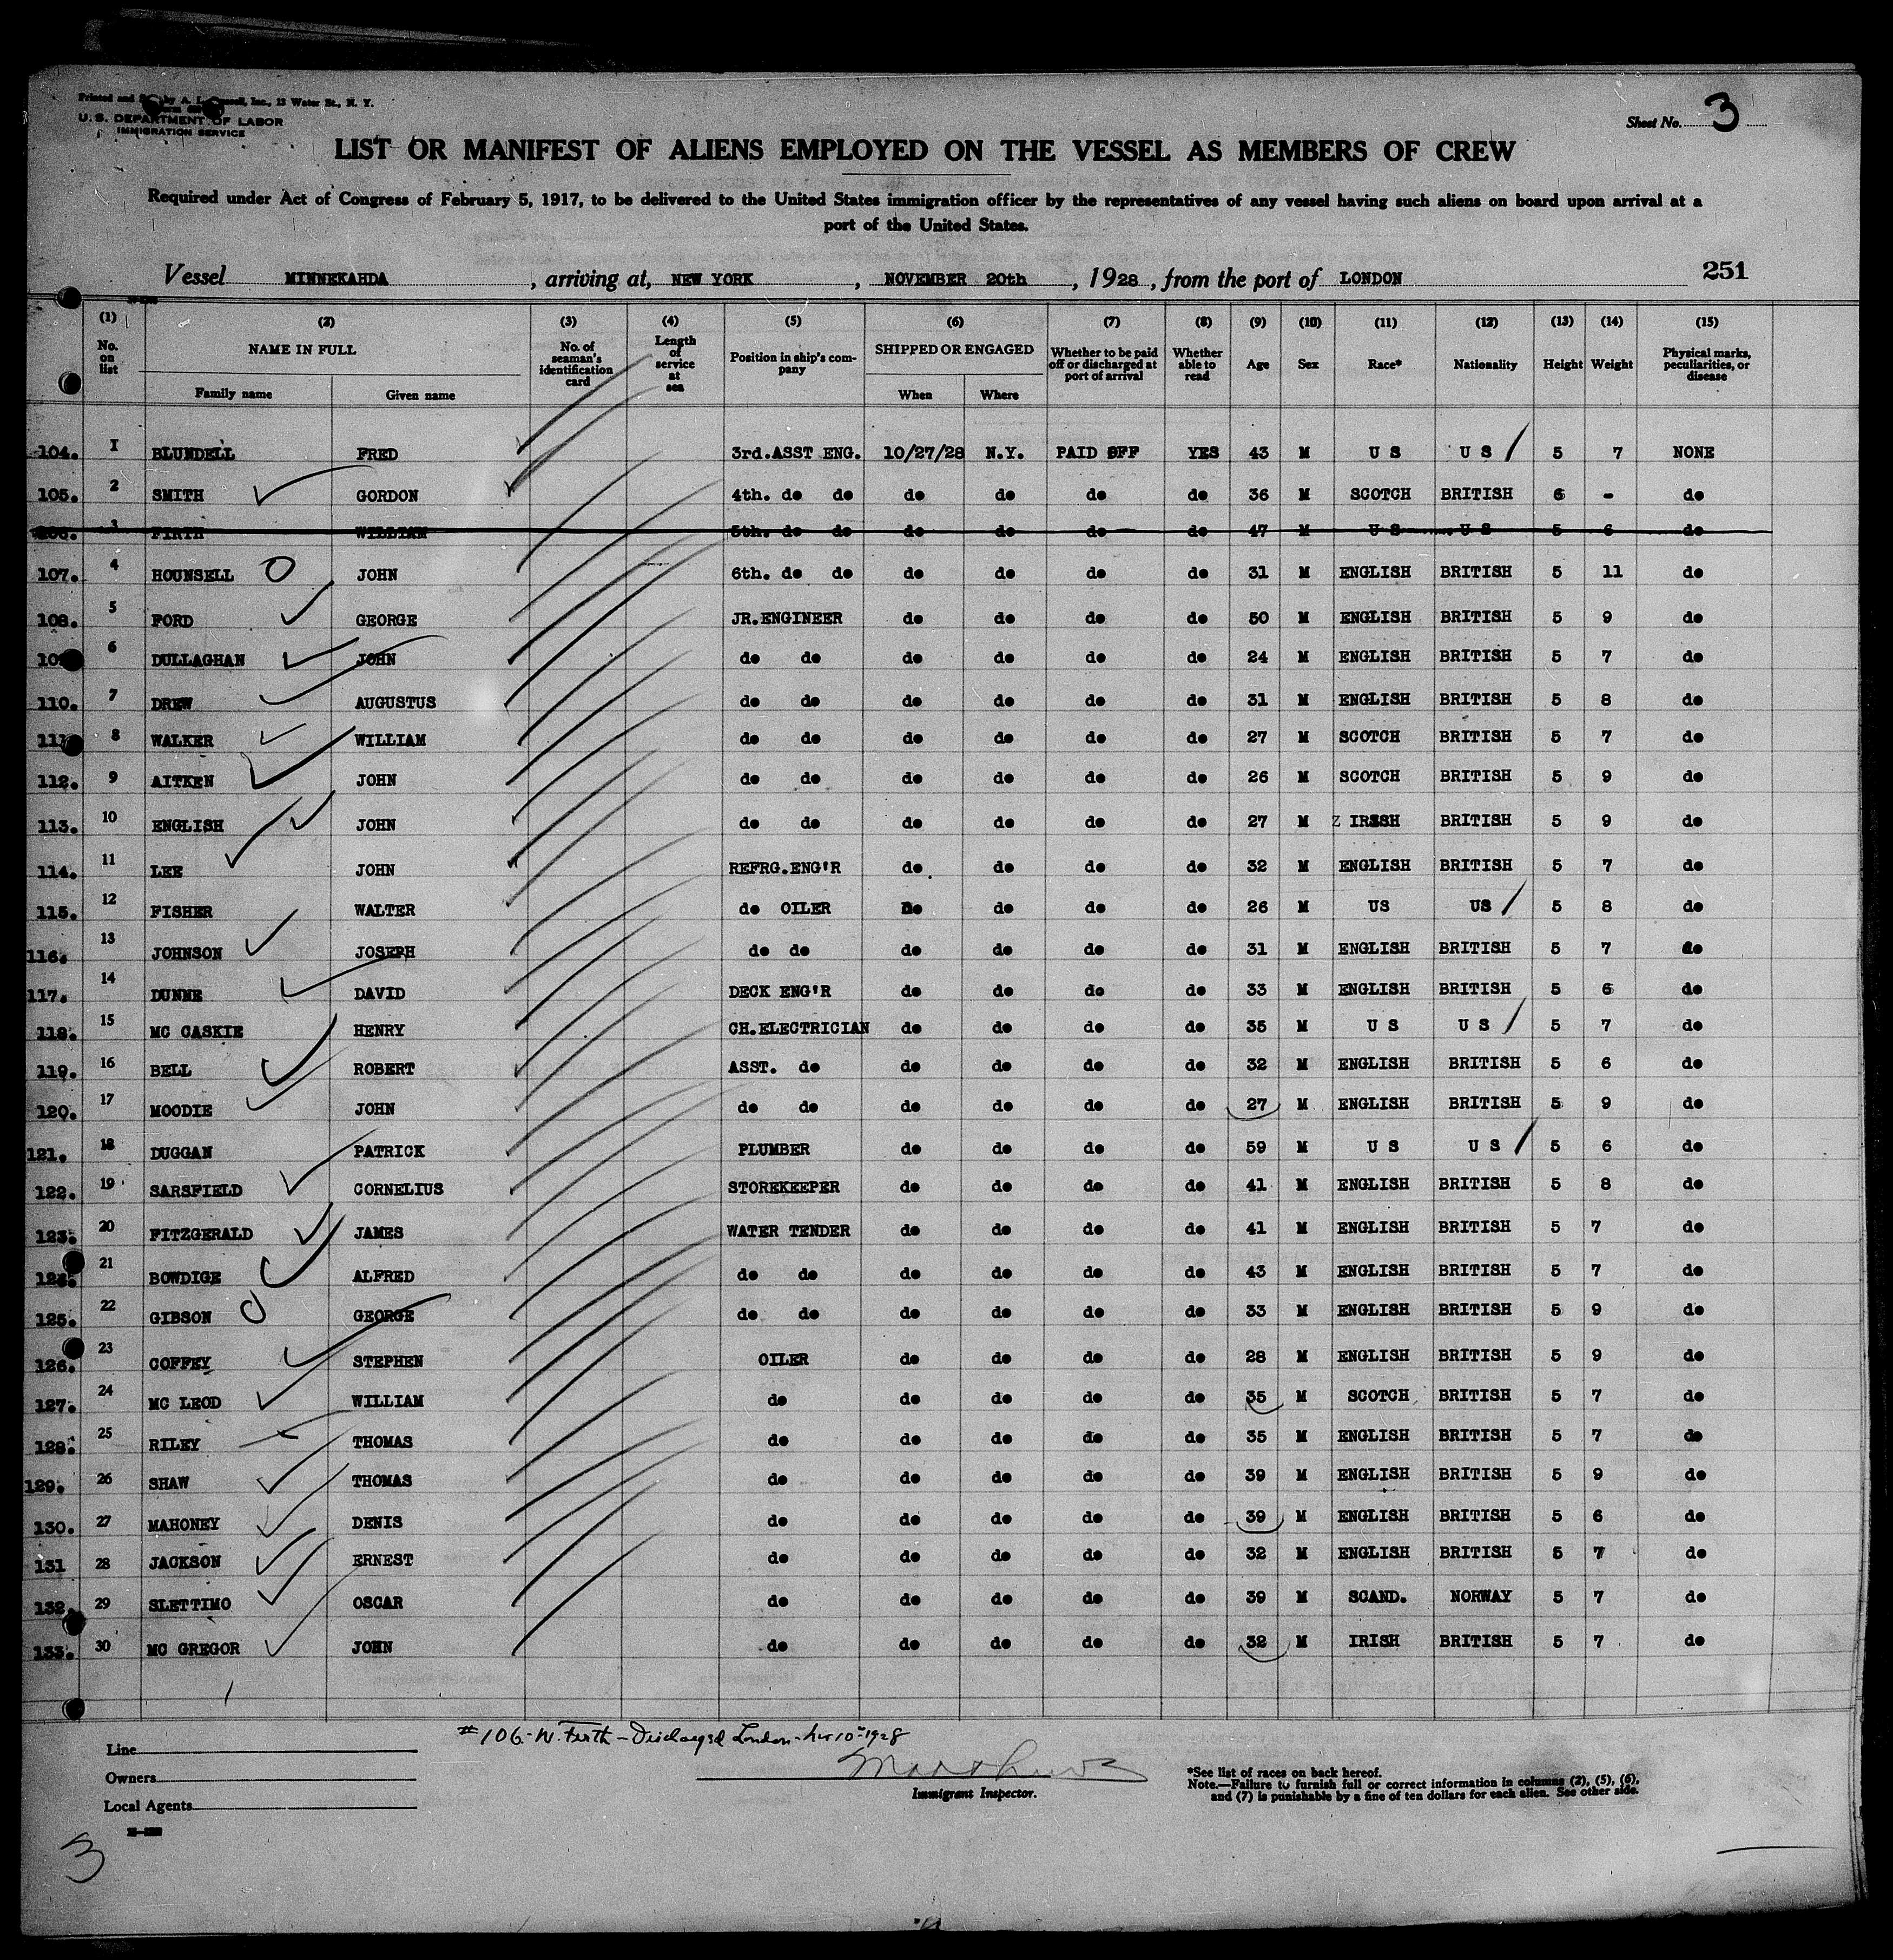 U. S. DEPARTMENT OF LABOR
IMMIGRATION SERVICE
Sheet No. 3
LIST OR MANIFEST OF ALIENS EMPLOYED ON THE VESSEL AS MEMBERS OF CREW
Required under Act of Congress of February 5, 1917, to be delivered to the United States immigration officer by the representatives of any vessel having such aliens on board upon arrival at a
port of the United States.
Vessel MINNEKAHDA, arriving at, NEW YORK, NOVEMBER 20th, 1928, from the port of LONDON 251
(1) (2) (3) (4) (5) (6) (7) (8) (9) (10) (11) (12) (13) (14) (15)
No. on list NAME IN FULL Family name Given name No. of seaman's identification card Length of service at sea Position in ship's company SHIPPED OR ENGAGED When Where Whether to be paid off or discharged at port of arrival Whether able to read Age Sex Race* Nationality Height Weight Physical marks, peculiarities, or disease
104. 1 BLUNDELL FRED 3rd.ASST ENG. 10/27/28 N.Y. PAID OFF YES 43 M U S U S 5 7 NONE
105. 2 SMITH GORDON 4th. do do do do do do 36 M SCOTCH BRITISH 6 - do
106. 3 FIRTH WILLIAM 5th. do do do do do do 47 M U S U S 5 6 do
107. 4 HOUNSELL JOHN 6th. do do do do do do 31 M ENGLISH BRITISH 5 11 do
108. 5 FORD GEORGE JR.ENGINEER do do do do 50 M ENGLISH BRITISH 5 9 do
109. 6 DULLAGHAN JOHN do do do do do do 24 M ENGLISH BRITISH 5 7 do
110. 7 DREW AUGUSTUS do do do do do do 31 M ENGLISH BRITISH 5 8 do
111. 8 WALKER WILLIAM do do do do do do 27 M SCOTCH BRITISH 5 7 do
112. 9 AITKEN JOHN do do do do do do 26 M SCOTCH BRITISH 5 9 do
113. 10 ENGLISH JOHN do do do do do do 27 M Z IRISH BRITISH 5 9 do
114. 11 LEE JOHN REFRG.ENG'R do do do do 32 M ENGLISH BRITISH 5 7 do
115. 12 FISHER WALTER do OILER Do do do do 26 M US US 5 8 do
116. 13 JOHNSON JOSEPH do do do do do do 31 M ENGLISH BRITISH 5 7 do
117. 14 DUNNE DAVID DECK ENG'R do do do do 33 M ENGLISH BRITISH 5 6 do
118. 15 MC CASKIE HENRY CH.ELECTRICIAN do do do do 35 M U S U S 5 7 do
119. 16 BELL ROBERT ASST. do do do do do 32 M ENGLISH BRITISH 5 6 do
120. 17 MOODIE JOHN do do do do do do 27 M ENGLISH BRITISH 5 9 do
121. 18 DUGGAN PATRICK PLUMBER do do do do 59 M U S U S 5 6 do
122. 19 SARSFIELD CORNELIUS STOREKEEPER do do do do 41 M ENGLISH BRITISH 5 8 do
123. 20 FITZGERALD JAMES WATER TENDER do do do do 41 M ENGLISH BRITISH 5 7 do
124. 21 BOWDIGE ALFRED do do do do do do 43 M ENGLISH BRITISH 5 7 do
125. 22 GIBSON GEORGE do do do do do do 33 M ENGLISH BRITISH 5 9 do
126. 23 COFFEY STEPHEN OILER do do do do 28 M ENGLISH BRITISH 5 9 do
127. 24 MC LEOD WILLIAM do do do do do 35 M SCOTCH BRITISH 5 7 do
128. 25 RILEY THOMAS do do do do do 35 M ENGLISH BRITISH 5 7 do
129. 26 SHAW THOMAS do do do do do 39 M ENGLISH BRITISH 5 9 do
130. 27 MAHONEY DENIS do do do do do 39 M ENGLISH BRITISH 5 6 do
131 28 JACKSON ERNEST do do do do do 32 M ENGLISH BRITISH 5 7 do
132. 29 SLETTIMO OSCAR do do do do do 39 M SCAND. NORWAY 5 7 do
133. 30 MC GREGOR JOHN do do do do do 32 M IRISH BRITISH 5 7 do
#106-W. Firth - Discharged London - Nov 10 - 1928
Line
Owners
Local Agents
Immigrant Inspector.
*See list of races on back hereof.
Note.—Failure to furnish full or correct information in columns (2), (5), (6),
and (7) is punishable by a fine of ten dollars for each alien. See other side.
3